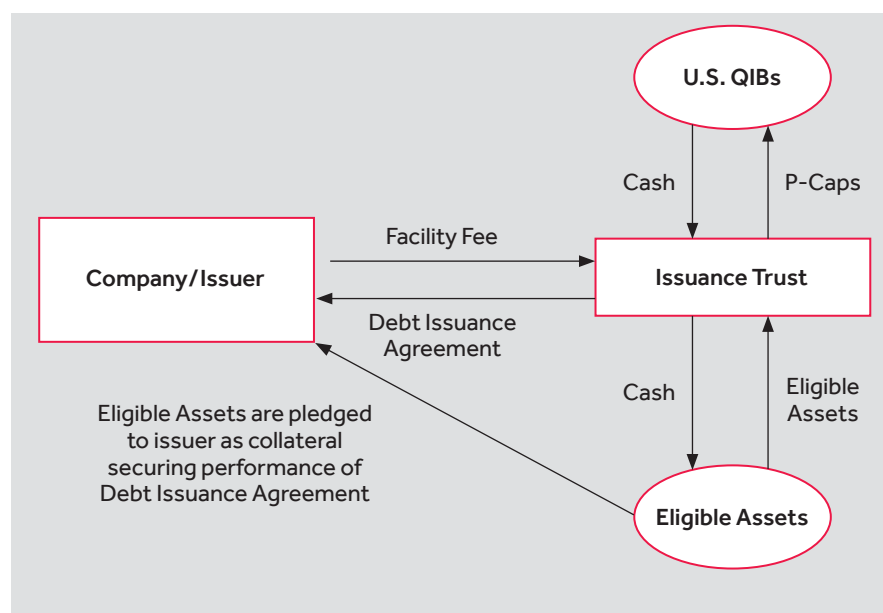 U.S. QIBs
Cash
P-Caps
Facility Fee
Company/Issuer
Issuance Trust
Debt Issuance
Agreement
Cash
Eligible
Assets
Eligible Assets are pledged
to issuer as collateral
securing performance of
Debt Issuance Agreement
Eligible Assets